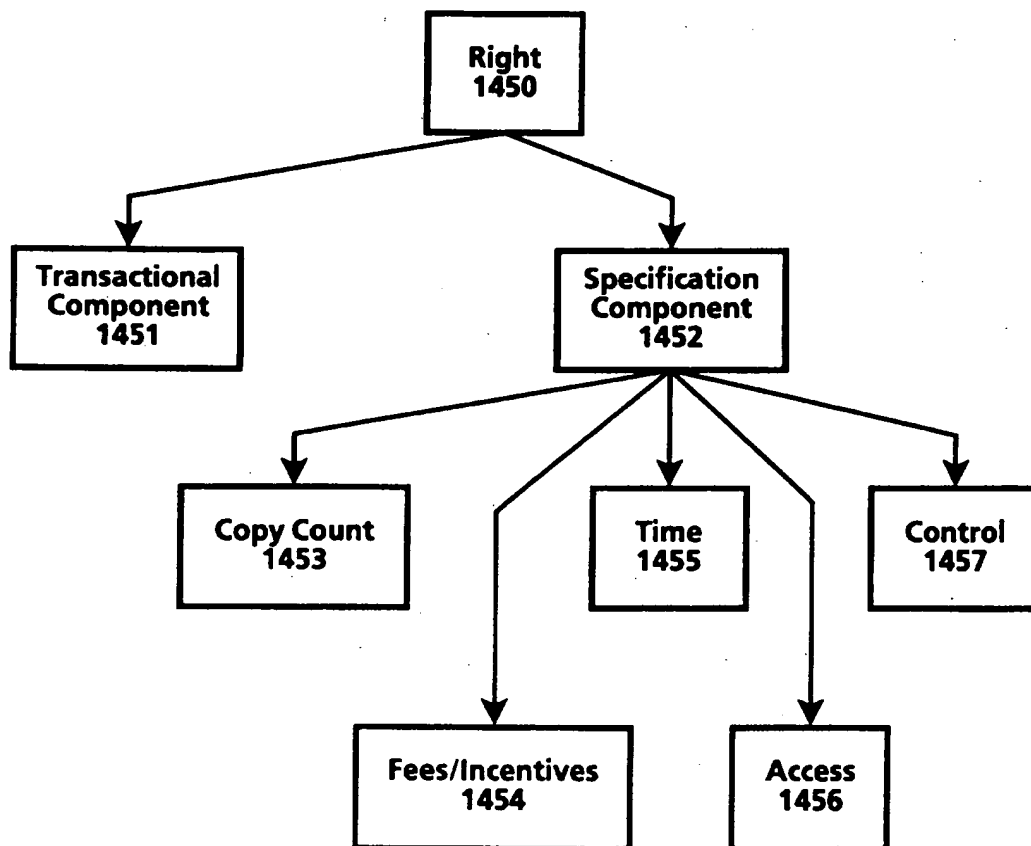 Right
1450
Transactional
Component
1451
Specification
Component
1452
Copy Count
1453
Time
1455
Control
1457
Fees/Incentives
1454
Access
1456